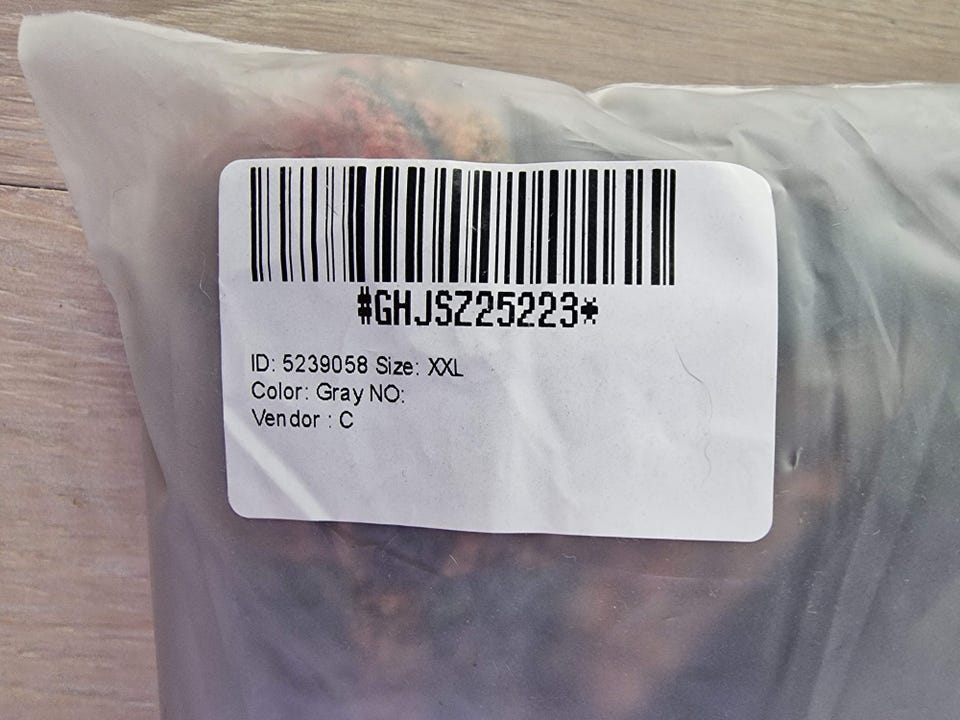 #GHJSZ25223*
ID: 5239058 Size: XXL
Color: Gray NO:
Vendor : C